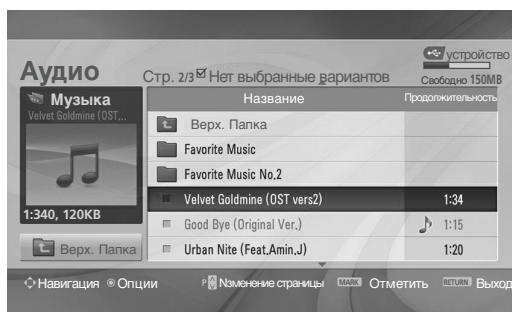 устройство
Аудио
Стр. 2/3 Нет выбранные вариантов
Свободно 150MB
Музыка
Velvet Goldmine (OST...
1:340, 120KB
Верх. Папка
Название Продолжительность
Верх. Папка
Favorite Music
Favorite Music No.2
Velvet Goldmine (OST vers2) 1:34
Good Bye (Original Ver.) 1:15
Urban Nite (Feat.Amin.J) 1:20
Навигация Опции P Nзменение страницы MARK Отметить RETURN Выход